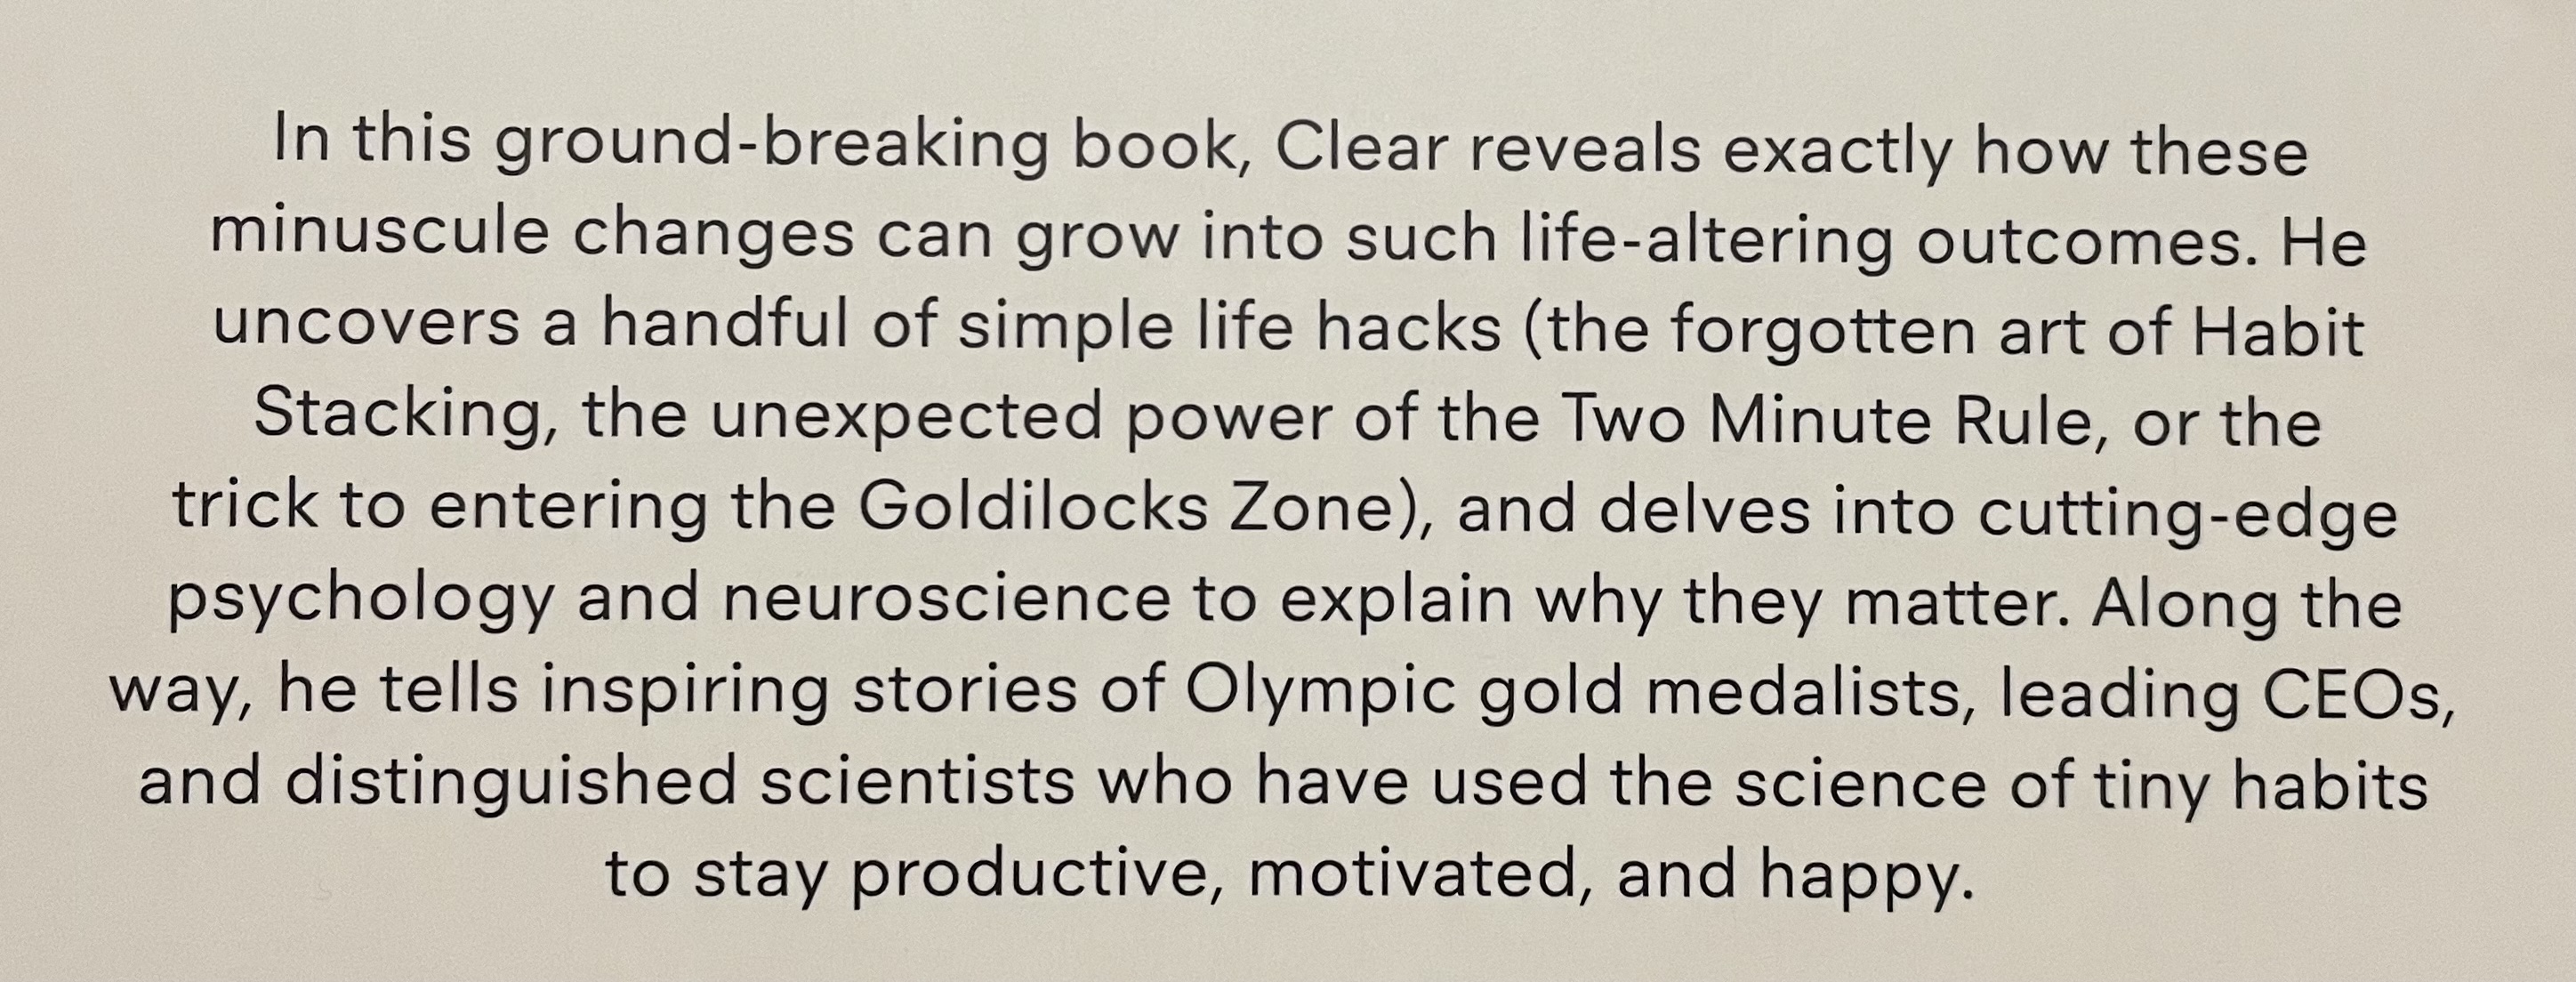 In this ground-breaking book, Clear reveals exactly how these
minuscule changes can grow into such life-altering outcomes. He
uncovers a handful of simple life hacks (the forgotten art of Habit
Stacking, the unexpected power of the Two Minute Rule, or the
trick to entering the Goldilocks Zone), and delves into cutting-edge
psychology and neuroscience to explain why they matter. Along the
way, he tells inspiring stories of Olympic gold medalists, leading CEOs,
and distinguished scientists who have used the science of tiny habits
to stay productive, motivated, and happy.